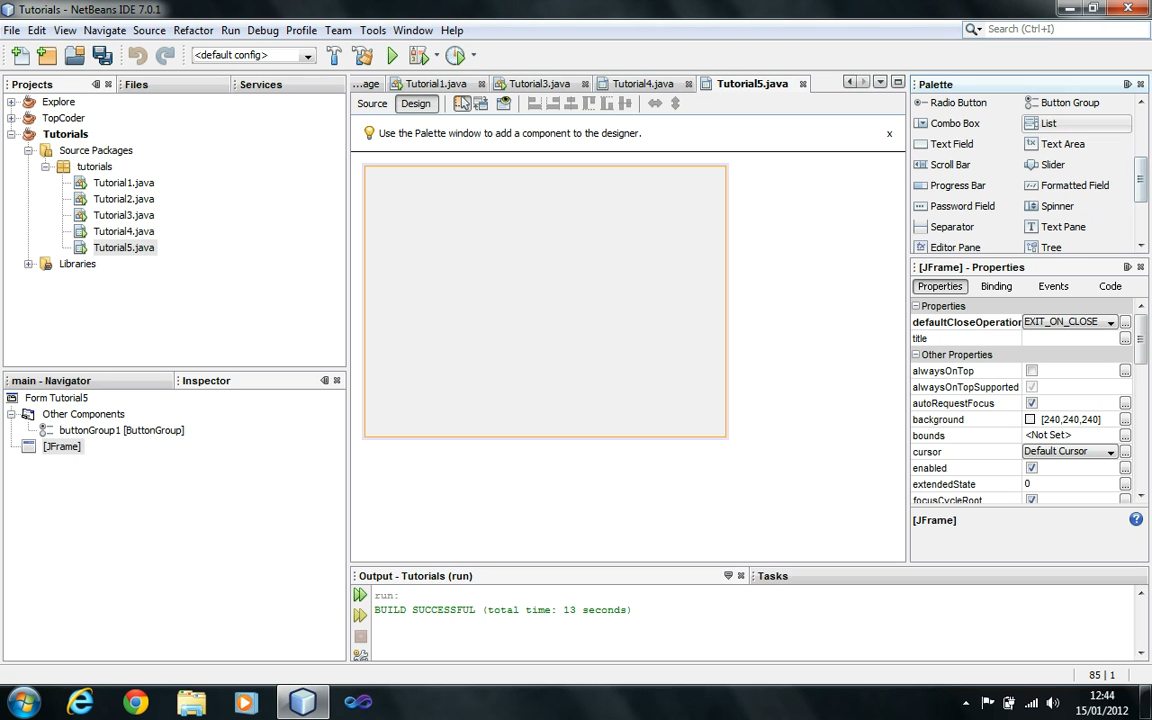 Tutorials - NetBeans IDE 7.0.1
File Edit View Navigate Source Refactor Run Debug Profile Team Tools Window Help
Search (Ctrl+I)
<default config>
Projects Files Services
Explore
TopCoder
Tutorials
Source Packages
tutorials
Tutorial1.java
Tutorial2.java
Tutorial3.java
Tutorial4.java
Tutorial5.java
Libraries
main - Navigator Inspector
Form Tutorial5
Other Components
buttonGroup1 [ButtonGroup]
[JFrame]
...age Tutorial1.java Tutorial3.java Tutorial4.java Tutorial5.java
Source Design
Use the Palette window to add a component to the designer. x
Output - Tutorials (run) Tasks
run:
BUILD SUCCESSFUL (total time: 13 seconds)
Palette
Radio Button Button Group
Combo Box List
Text Field Text Area
Scroll Bar Slider
Progress Bar Formatted Field
Password Field Spinner
Separator Text Pane
Editor Pane Tree
[JFrame] - Properties
Properties Binding Events Code
Properties
defaultCloseOperation EXIT_ON_CLOSE ...
title ...
Other Properties
alwaysOnTop ...
alwaysOnTopSupported
autoRequestFocus ...
background [240,240,240] ...
bounds <Not Set> ...
cursor Default Cursor ...
enabled ...
extendedState 0 ...
focusCycleRoot ...
[JFrame]
85 | 1
12:44
15/01/2012